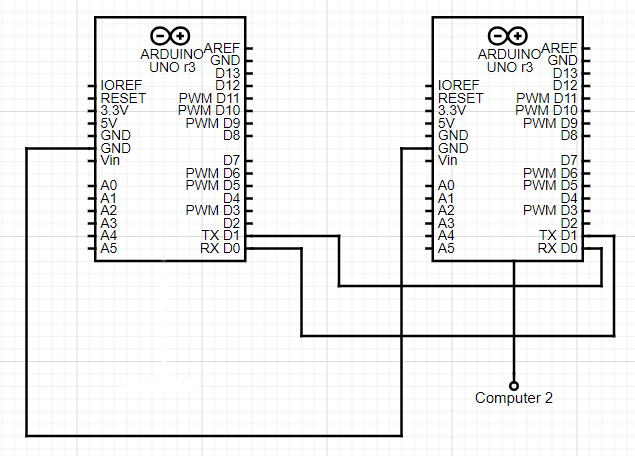 ARDUINO
UNO r3
AREF
GND
D13
D12
PWM D11
PWM D10
PWM D9
D8
D7
PWM D6
PWM D5
D4
PWM D3
D2
TX D1
RX D0
IOREF
RESET
3.3V
5V
GND
GND
Vin
A0
A1
A2
A3
A4
A5
ARDUINO
UNO r3
AREF
GND
D13
D12
PWM D11
PWM D10
PWM D9
D8
D7
PWM D6
PWM D5
D4
PWM D3
D2
TX D1
RX D0
IOREF
RESET
3.3V
5V
GND
GND
Vin
A0
A1
A2
A3
A4
A5
Computer 2